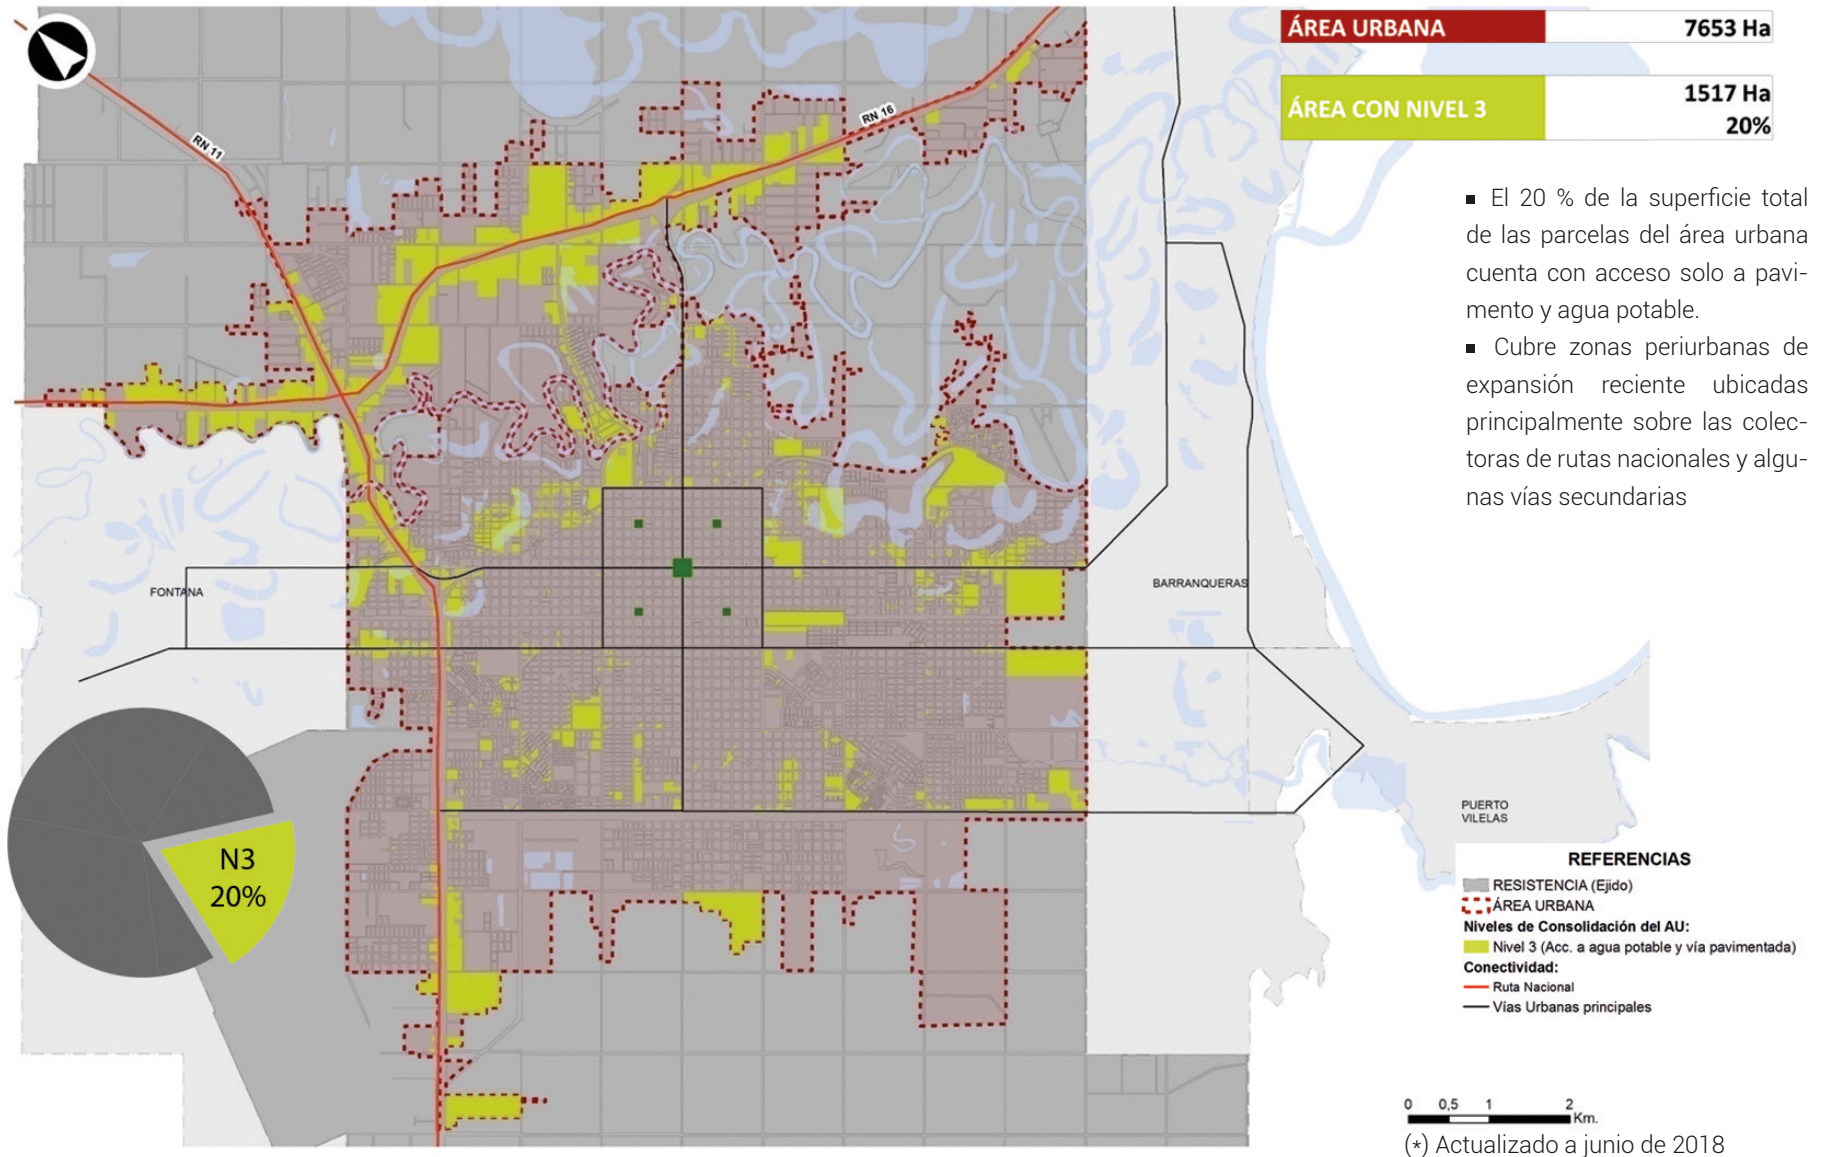 ÁREA URBANA 7653 Ha
ÁREA CON NIVEL 3 1517 Ha
20%
RN 11
RN 16
▪ El 20 % de la superficie total
de las parcelas del área urbana
cuenta con acceso solo a pavi-
mento y agua potable.
▪ Cubre zonas periurbanas de
expansión reciente ubicadas
principalmente sobre las colec-
toras de rutas nacionales y algu-
nas vías secundarias
FONTANA
BARRANQUERAS
PUERTO
VILELAS
N3
20%
REFERENCIAS
RESISTENCIA (Ejido)
ÁREA URBANA
Niveles de Consolidación del AU:
Nivel 3 (Acc. a agua potable y vía pavimentada)
Conectividad:
Ruta Nacional
Vías Urbanas principales
0 0,5 1 2
Km.
(*) Actualizado a junio de 2018